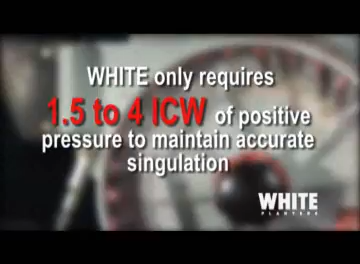 WHITE only requires
1.5 to 4 ICW of positive
pressure to maintain accurate
singulation
WHITE
PLANTERS